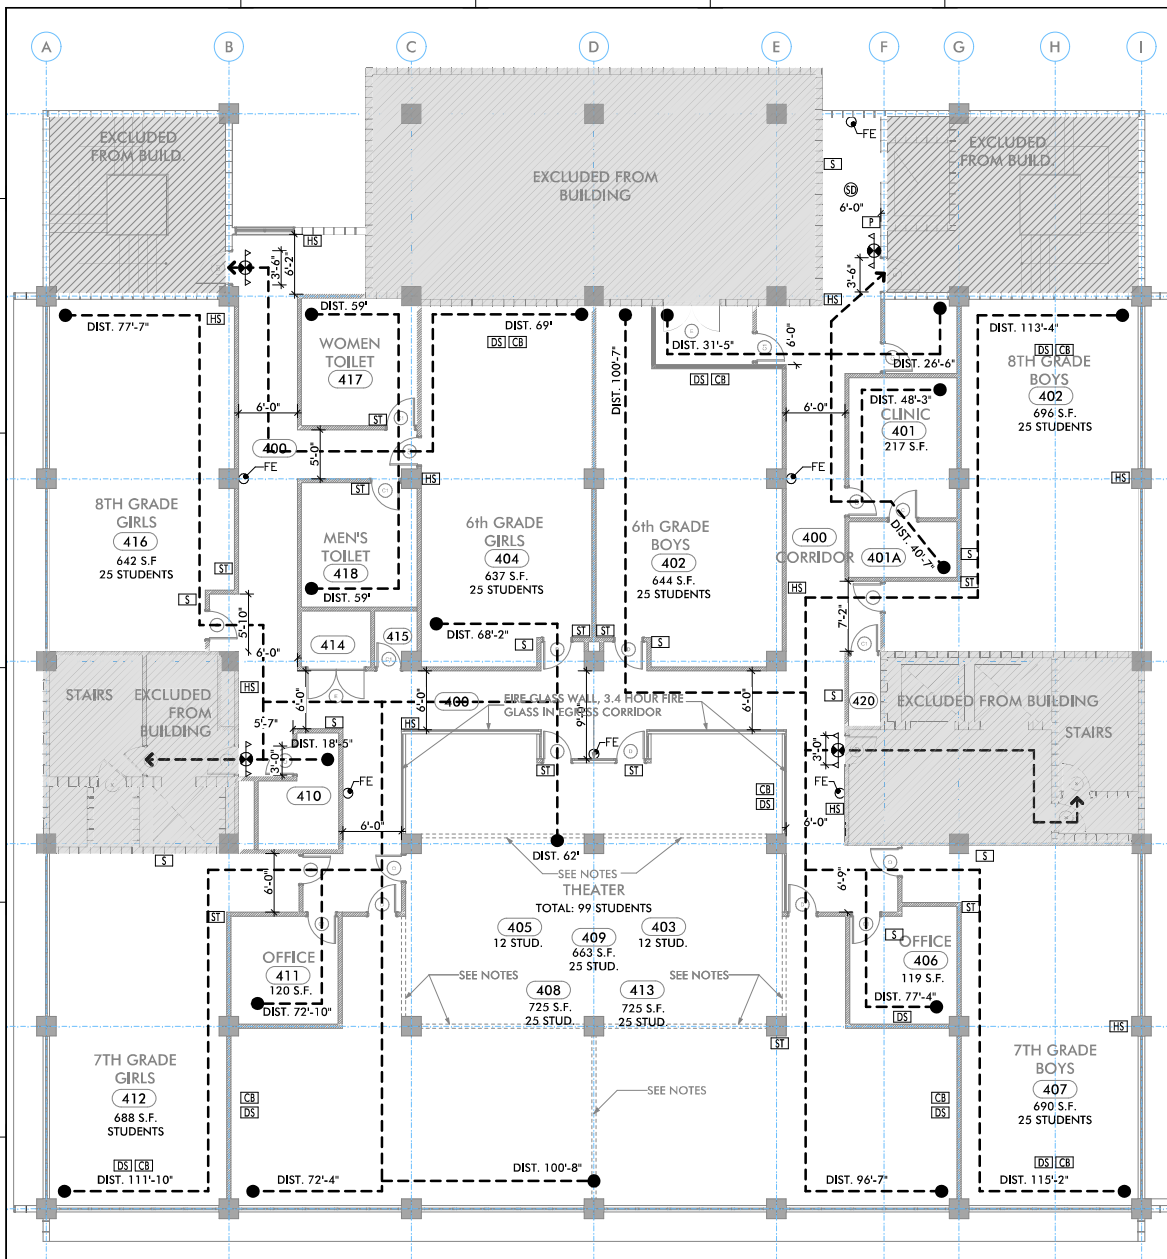 A
B
C
D
E
F
G
H
I
EXCLUDED
FROM BUILD.
EXCLUDED FROM
BUILDING
EXCLUDED
FROM BUILD.
FE
S
SD
6'-0"
P
3'-6"
HS
HS
3'-6"
6'-2"
DIST. 77'-7"
HS
DIST. 59'
WOMEN
TOILET
417
ST
DIST. 69'
DS CB
DIST. 100'-7"
DIST. 31'-5"
DS CB
6'-0"
DIST. 26'-6"
DIST. 113'-4"
DS CB
8TH GRADE
BOYS
402
696 S.F.
25 STUDENTS
DIST. 48'-3"
CLINIC
401
217 S.F.
6'-0"
6'-0"
400
5'-0"
FE
HS
ST
FE
HS
8TH GRADE
GIRLS
416
642 S.F
25 STUDENTS
MEN'S
TOILET
418
DIST. 59'
6th GRADE
GIRLS
404
637 S.F.
25 STUDENTS
6th GRADE
BOYS
402
644 S.F.
25 STUDENTS
400
CORRIDOR
401A
DIST. 40'-7"
S
ST
ST
S
HS
5'-10"
6'-0"
414
415
DIST. 68'-2"
S
ST
ST
S
7'-2"
STAIRS
EXCLUDED
FROM
BUILDING
HS
6'-0"
5'-7"
S
HS
6'-0"
400
FIRE GLASS WALL, 3.4 HOUR FIRE
GLASS IN EGRESS CORRIDOR
9'-0"
6'-0"
S
420
EXCLUDED FROM BUILDING
STAIRS
3'-0"
DIST. 18'-5"
FE
410
FE
ST
ST
CB
DS
3'-0"
FE
HS
6'-0"
6'-0"
S
DIST. 62'
SEE NOTES
THEATER
TOTAL: 99 STUDENTS
S
6'-0"
6'-9"
ST
ST
405
12 STUD.
409
663 S.F.
25 STUD.
403
12 STUD.
S
OFFICE
411
120 S.F.
DIST. 72'-10"
OFFICE
406
119 S.F.
DIST. 77'-4"
DS
SEE NOTES
SEE NOTES
408
725 S.F.
25 STUD.
413
725 S.F.
25 STUD.
ST
HS
7TH GRADE
GIRLS
412
688 S.F.
STUDENTS
7TH GRADE
BOYS
407
690 S.F.
25 STUDENTS
CB
DS
SEE NOTES
CB
DS
DS CB
DIST. 111'-10"
DIST. 72'-4"
DIST. 100'-8"
DIST. 96'-7"
DS CB
DIST. 115'-2"